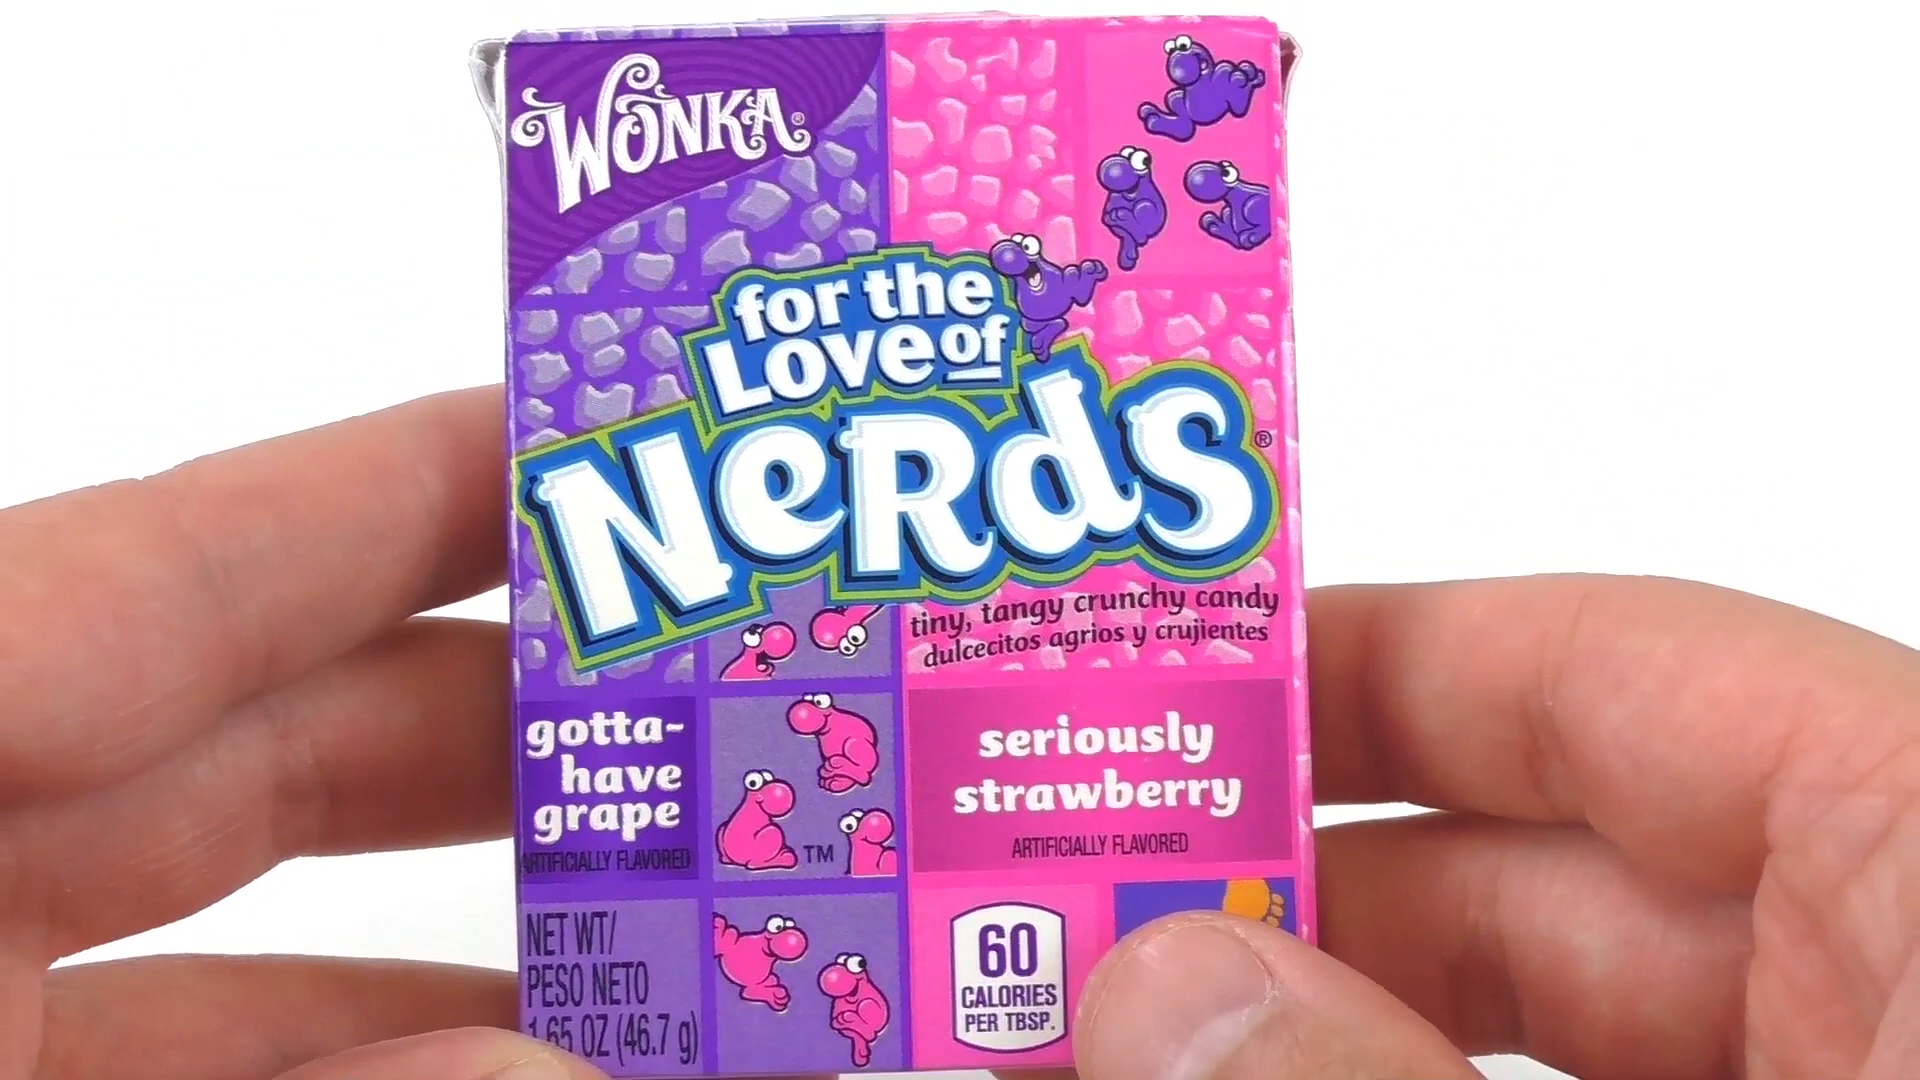 WONKA®
for the
Love of
NeRdS®
tiny, tangy crunchy candy
dulcecitos agrios y crujientes
gotta-
have
grape
ARTIFICIALLY FLAVORED
TM
seriously
strawberry
ARTIFICIALLY FLAVORED
NET WT/
PESO NETO
1.65 OZ (46.7 g)
60
CALORIES
PER TBSP.